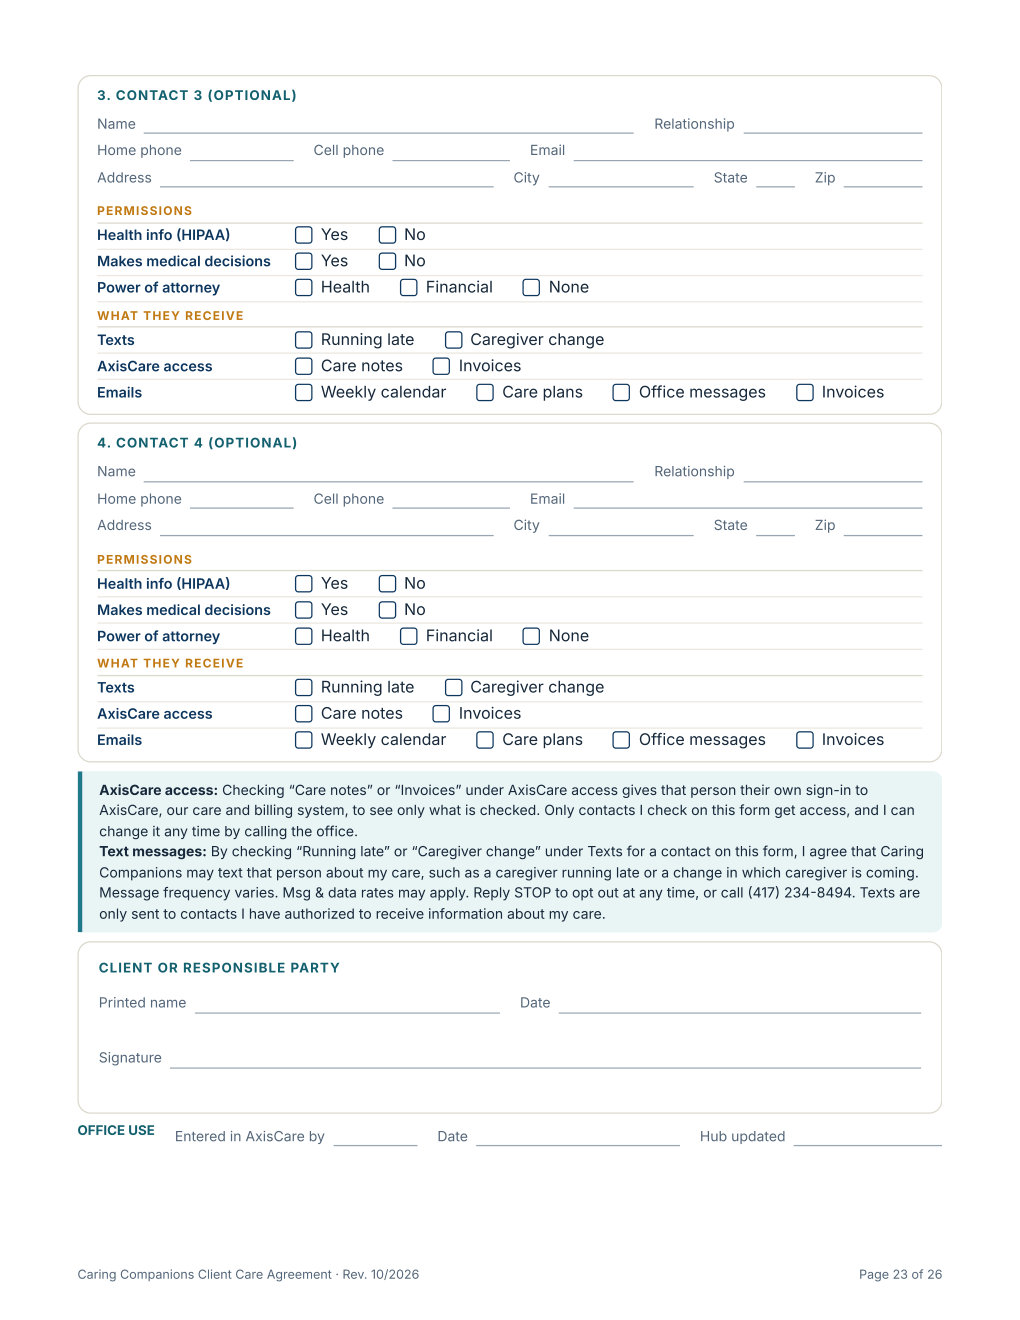 3. CONTACT 3 (OPTIONAL)
Name Relationship
Home phone Cell phone Email
Address City State Zip
PERMISSIONS
Health info (HIPAA) Yes No
Makes medical decisions Yes No
Power of attorney Health Financial None
WHAT THEY RECEIVE
Texts Running late Caregiver change
AxisCare access Care notes Invoices
Emails Weekly calendar Care plans Office messages Invoices
4. CONTACT 4 (OPTIONAL)
Name Relationship
Home phone Cell phone Email
Address City State Zip
PERMISSIONS
Health info (HIPAA) Yes No
Makes medical decisions Yes No
Power of attorney Health Financial None
WHAT THEY RECEIVE
Texts Running late Caregiver change
AxisCare access Care notes Invoices
Emails Weekly calendar Care plans Office messages Invoices
AxisCare access: Checking “Care notes” or “Invoices” under AxisCare access gives that person their own sign-in to
AxisCare, our care and billing system, to see only what is checked. Only contacts I check on this form get access, and I can
change it any time by calling the office.
Text messages: By checking “Running late” or “Caregiver change” under Texts for a contact on this form, I agree that Caring
Companions may text that person about my care, such as a caregiver running late or a change in which caregiver is coming.
Message frequency varies. Msg & data rates may apply. Reply STOP to opt out at any time, or call (417) 234-8494. Texts are
only sent to contacts I have authorized to receive information about my care.
CLIENT OR RESPONSIBLE PARTY
Printed name Date
Signature
OFFICE USE Entered in AxisCare by Date Hub updated
Caring Companions Client Care Agreement · Rev. 10/2026 Page 23 of 26